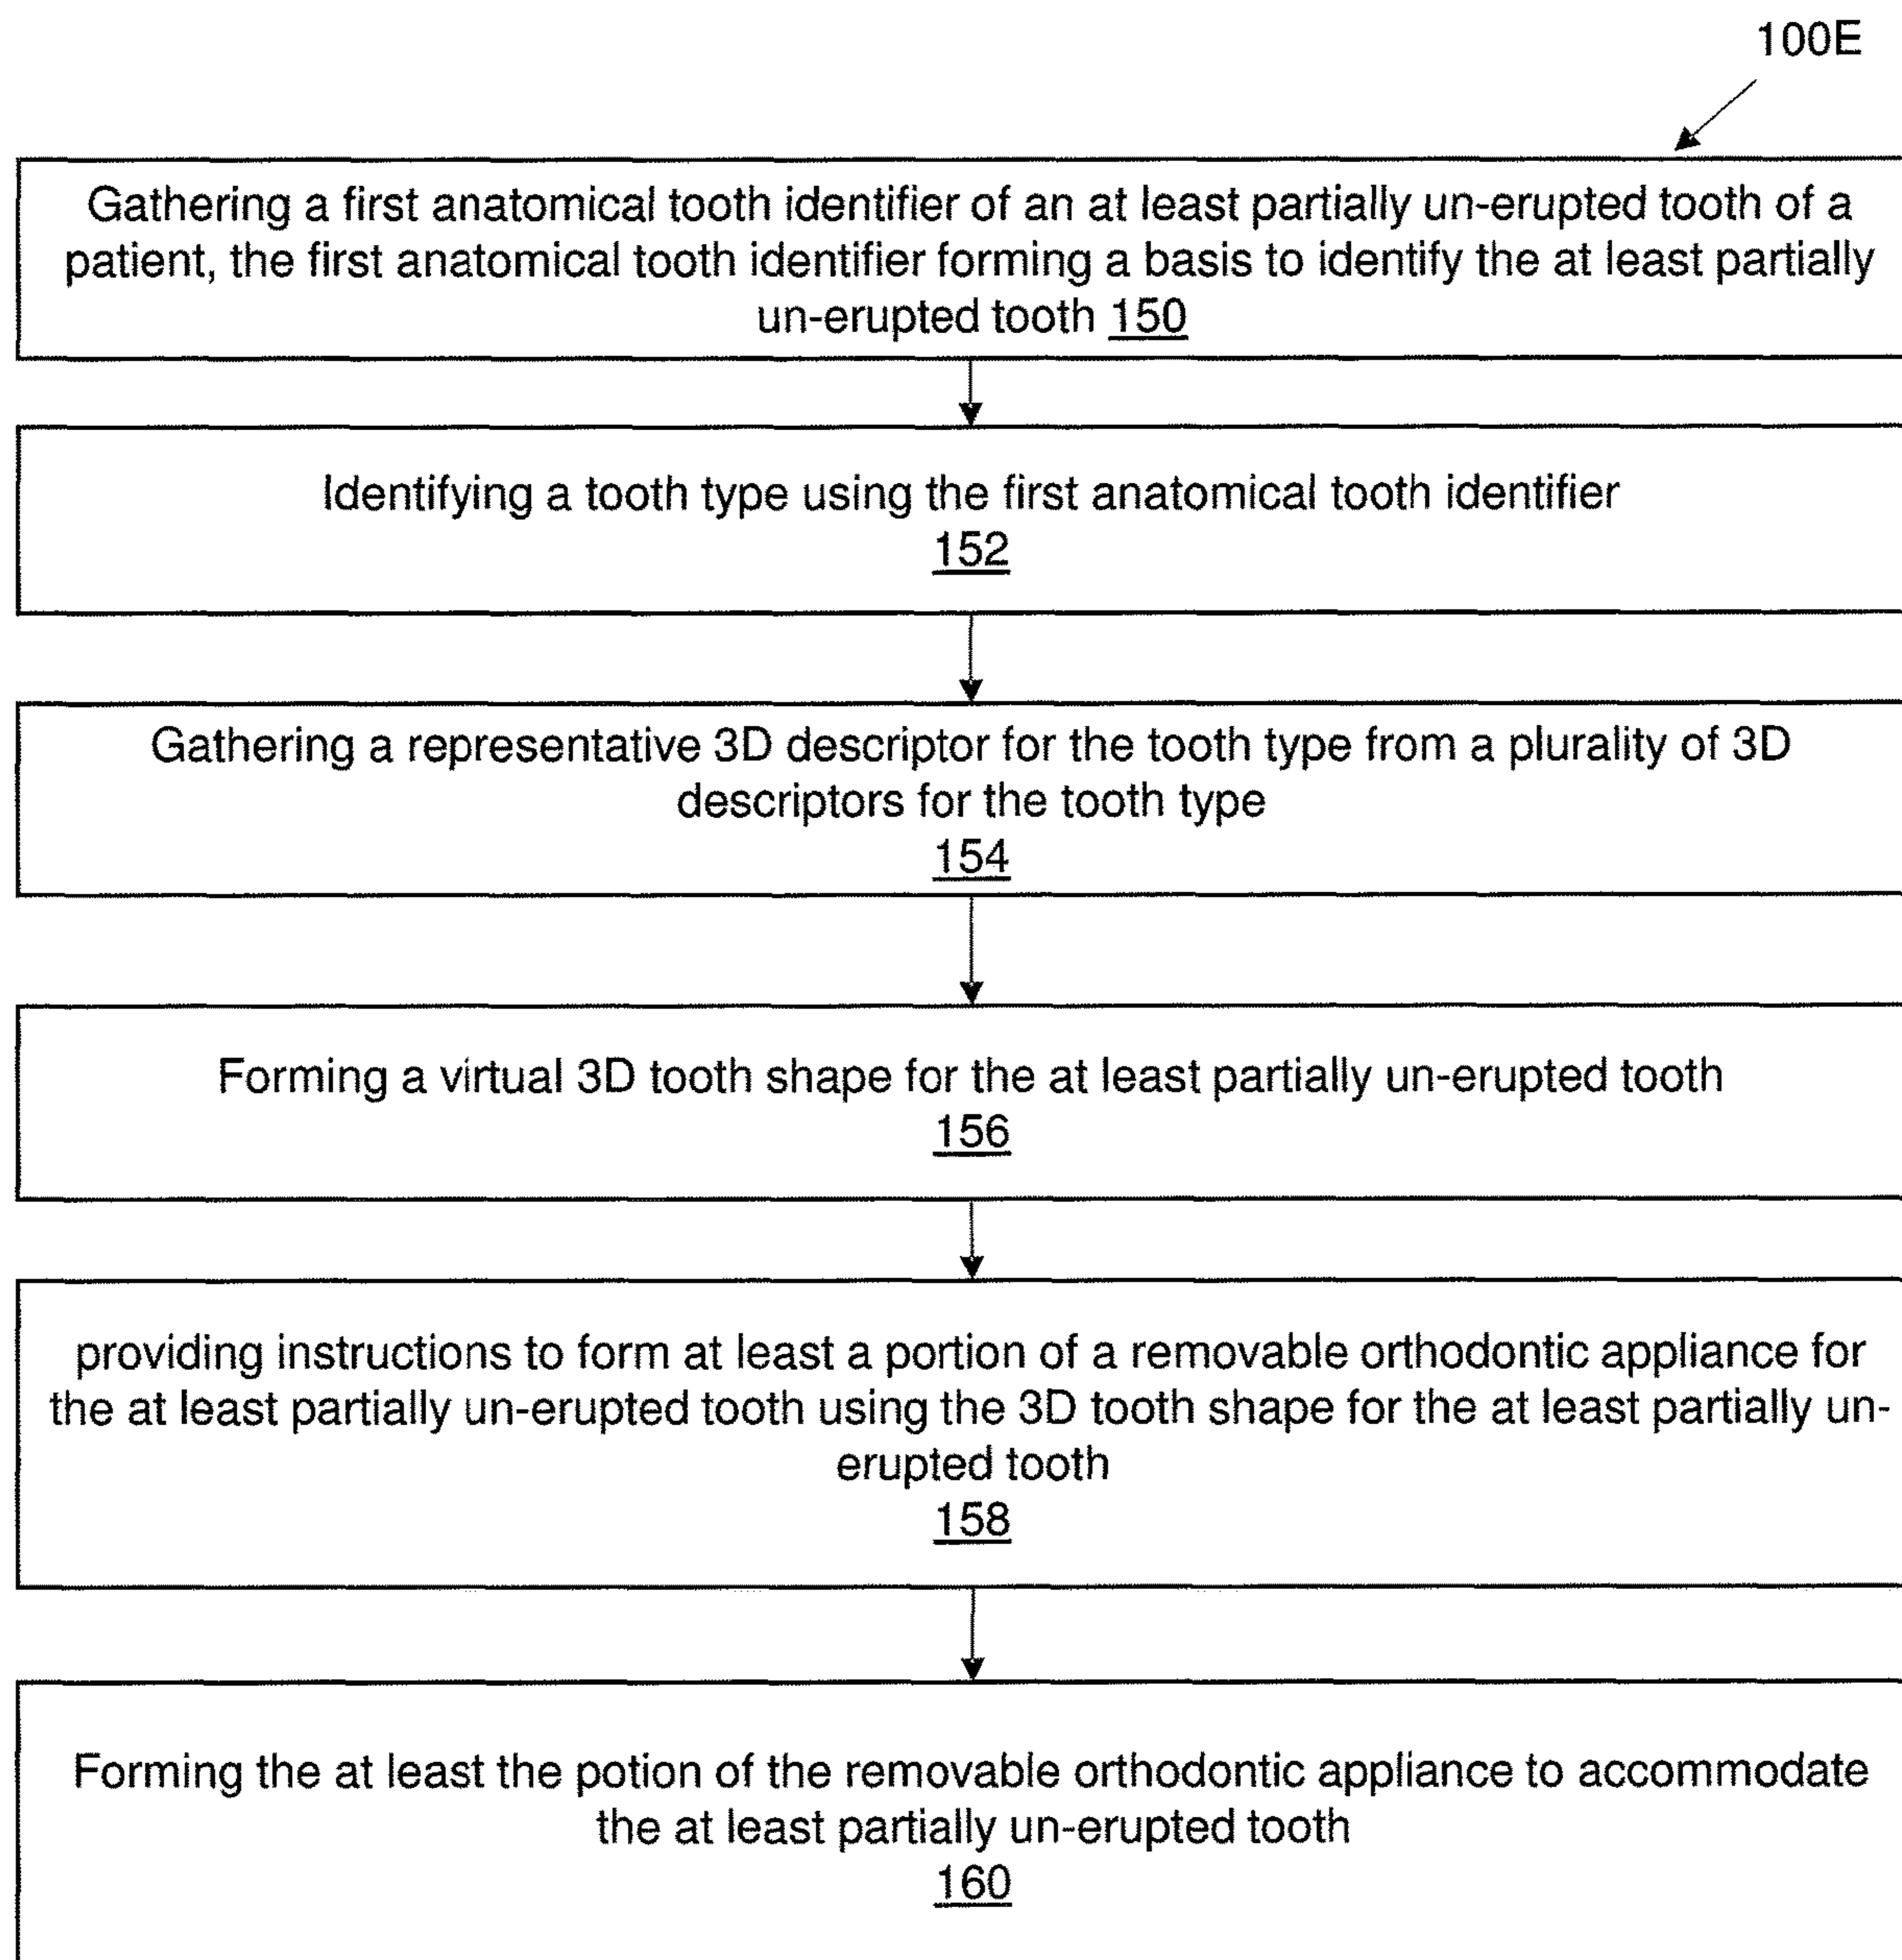 100E
Gathering a first anatomical tooth identifier of an at least partially un-erupted tooth of a
patient, the first anatomical tooth identifier forming a basis to identify the at least partially
un-erupted tooth 150
Identifying a tooth type using the first anatomical tooth identifier
152
Gathering a representative 3D descriptor for the tooth type from a plurality of 3D
descriptors for the tooth type
154
Forming a virtual 3D tooth shape for the at least partially un-erupted tooth
156
providing instructions to form at least a portion of a removable orthodontic appliance for
the at least partially un-erupted tooth using the 3D tooth shape for the at least partially un-
erupted tooth
158
Forming the at least the potion of the removable orthodontic appliance to accommodate
the at least partially un-erupted tooth
160